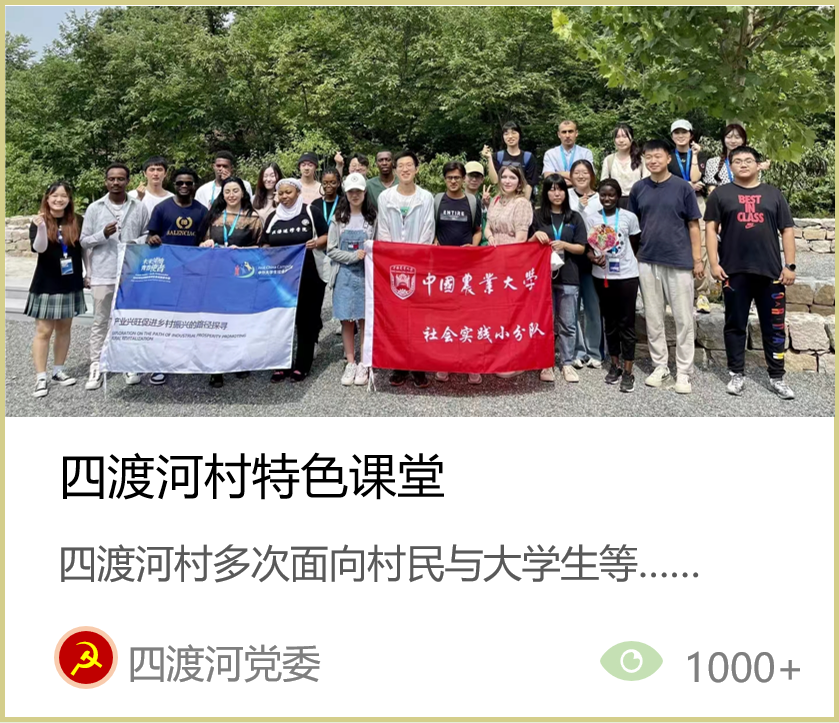 BEST
IN
CLASS
VALENCIA
ENTIRE
中国农业大学
社会实践小分队
产业兴旺促进乡村振兴的路径探寻
EXPLORATION ON THE PATH OF INDUSTRIAL PROSPERITY PROMOTING
RURAL REVITALIZATION
四渡河村特色课堂
四渡河村多次面向村民与大学生等......
四渡河党委
1000+